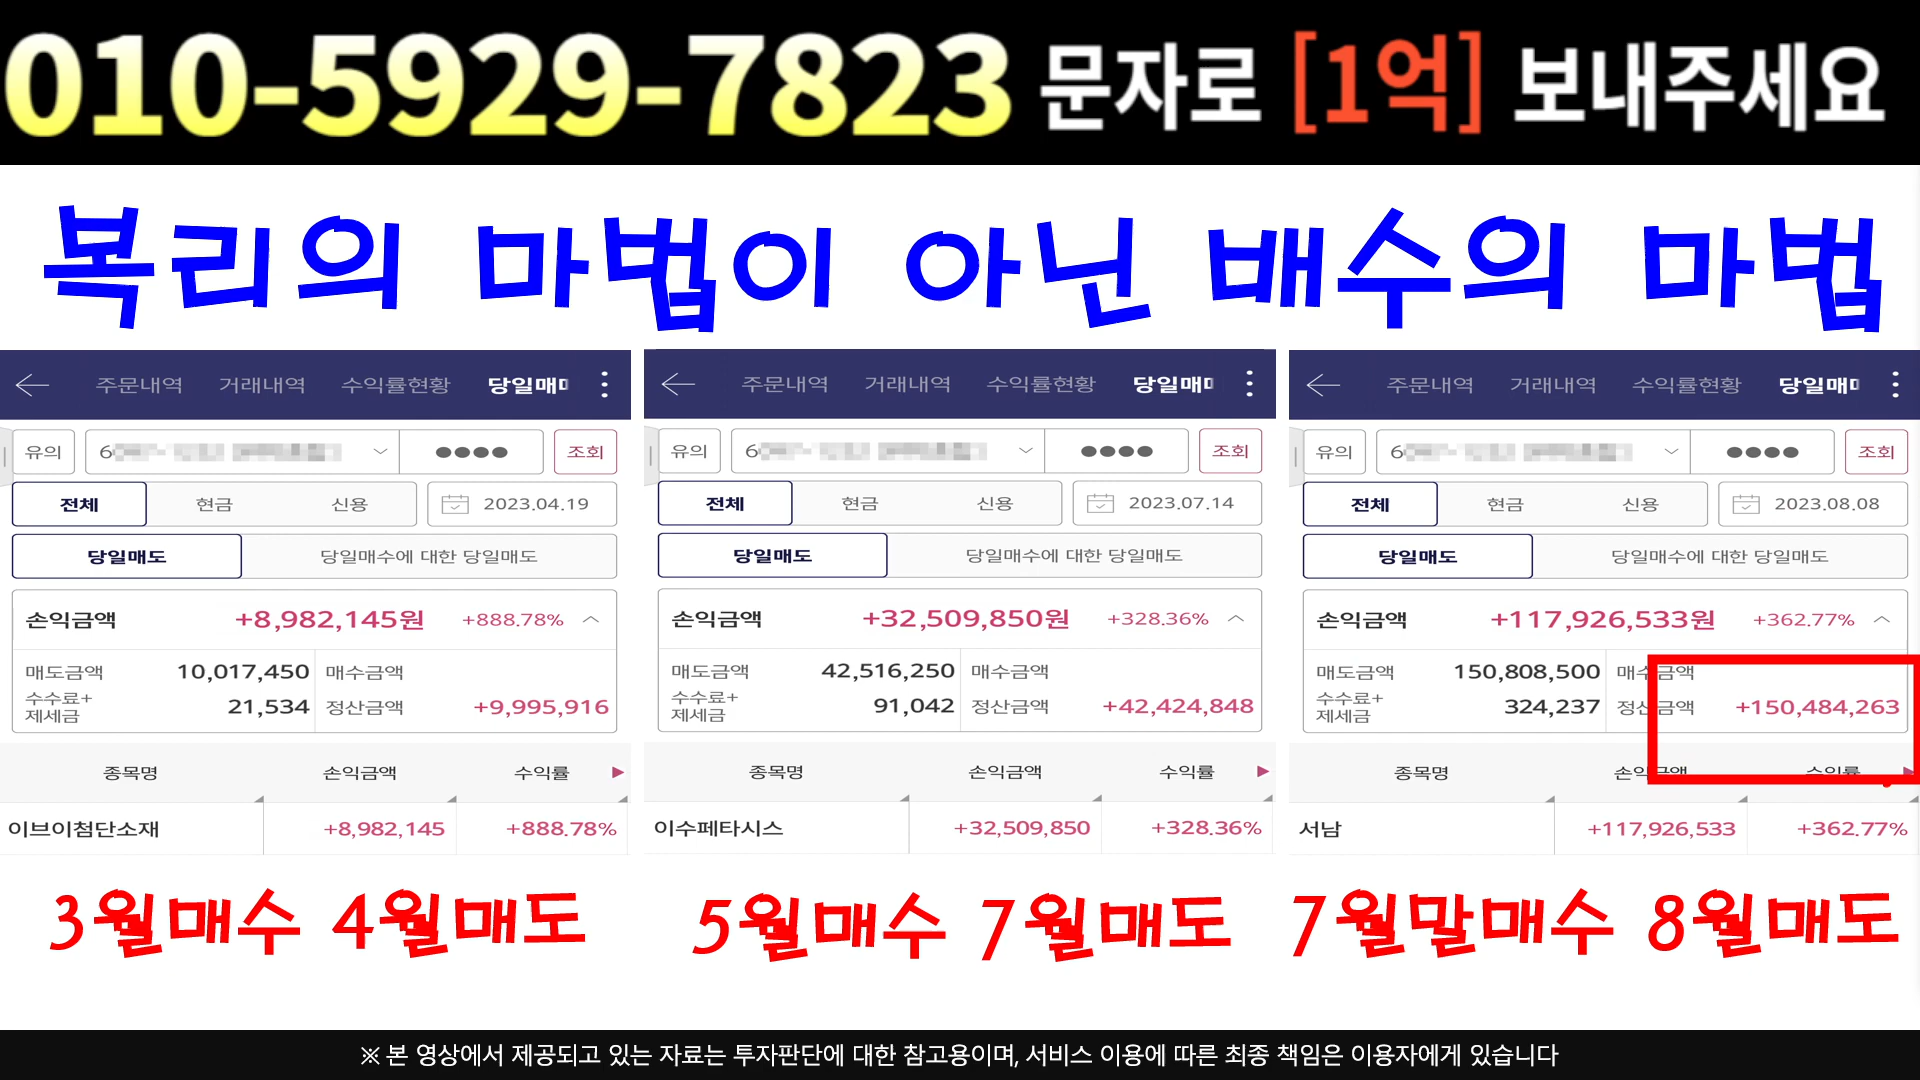 010-5929-7823 문자로 [1억] 보내주세요
복리의 마법이 아닌 배수의 마법
주문내역 거래내역 수익률현황 당일매
유의 6 ●●●● 조회
전체 현금 신용 2023.04.19
당일매도 당일매수에 대한 당일매도
손익금액 +8,982,145원 +888.78%
매도금액 10,017,450 매수금액
수수료+
제세금 21,534 정산금액 +9,995,916
종목명 손익금액 수익률
이브이첨단소재 +8,982,145 +888.78%
3월매수 4월매도
주문내역 거래내역 수익률현황 당일매
유의 6 ●●●● 조회
전체 현금 신용 2023.07.14
당일매도 당일매수에 대한 당일매도
손익금액 +32,509,850원 +328.36%
매도금액 42,516,250 매수금액
수수료+
제세금 91,042 정산금액 +42,424,848
종목명 손익금액 수익률
이수페타시스 +32,509,850 +328.36%
5월매수 7월매도
주문내역 거래내역 수익률현황 당일매
유의 6 ●●●● 조회
전체 현금 신용 2023.08.08
당일매도 당일매수에 대한 당일매도
손익금액 +117,926,533원 +362.77%
매도금액 150,808,500 매수금액
수수료+
제세금 324,237 정산금액 +150,484,263
종목명 손익금액 수익률
서남 +117,926,533 +362.77%
7월말매수 8월매도
※ 본 영상에서 제공되고 있는 자료는 투자판단에 대한 참고용이며, 서비스 이용에 따른 최종 책임은 이용자에게 있습니다